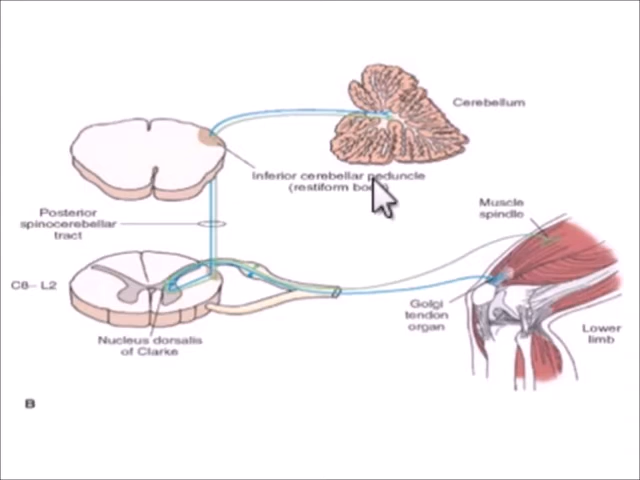 Cerebellum
Inferior cerebellar peduncle
(restiform
Muscle
spindle
Posterior
spinocerebellar
tract
C8– L2
Golgi
tendon
organ
Lower
limb
Nucleus dorsalis
of Clarke
B